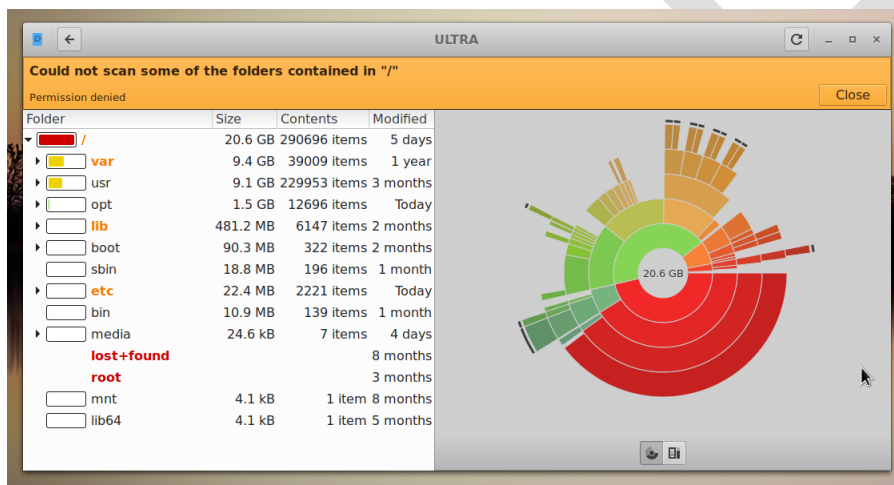 ULTRA
Could not scan some of the folders contained in "/"
Permission denied
Close
Folder Size Contents Modified
/ 20.6 GB 290696 items 5 days
var 9.4 GB 39009 items 1 year
usr 9.1 GB 229953 items 3 months
opt 1.5 GB 12696 items Today
lib 481.2 MB 6147 items 2 months
boot 90.3 MB 322 items 2 months
sbin 18.8 MB 196 items 1 month
etc 22.4 MB 2221 items Today
bin 10.9 MB 139 items 1 month
media 24.6 kB 7 items 4 days
lost+found 8 months
root 3 months
mnt 4.1 kB 1 item 8 months
lib64 4.1 kB 1 item 5 months
20.6 GB